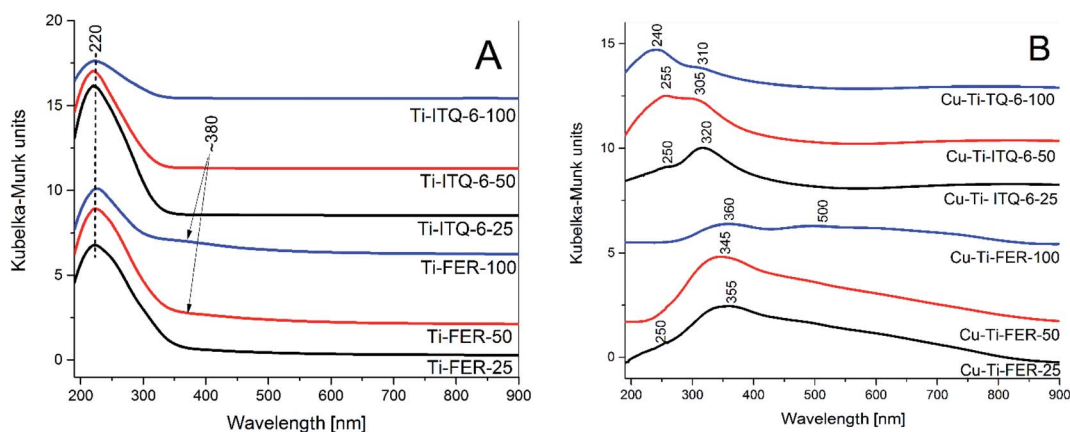 A
20
15
10
5
0
Kubelka-Munk units
220
~380
Ti-ITQ-6-100
Ti-ITQ-6-50
Ti-ITQ-6-25
Ti-FER-100
Ti-FER-50
Ti-FER-25
200 300 400 500 600 700 800 900
Wavelength [nm]
B
15
10
5
0
Kubelka-Munk units
240
310
Cu-Ti-TQ-6-100
255
305
Cu-Ti-ITQ-6-50
250
320
Cu-Ti- ITQ-6-25
360
500
Cu-Ti-FER-100
345
Cu-Ti-FER-50
250
355
Cu-Ti-FER-25
200 300 400 500 600 700 800 900
Wavelength [nm]